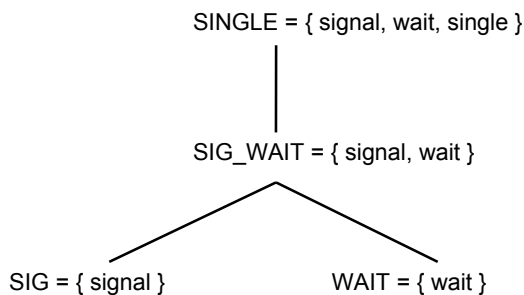 SINGLE = { signal, wait, single }
SIG_WAIT = { signal, wait }
SIG = { signal }
WAIT = { wait }